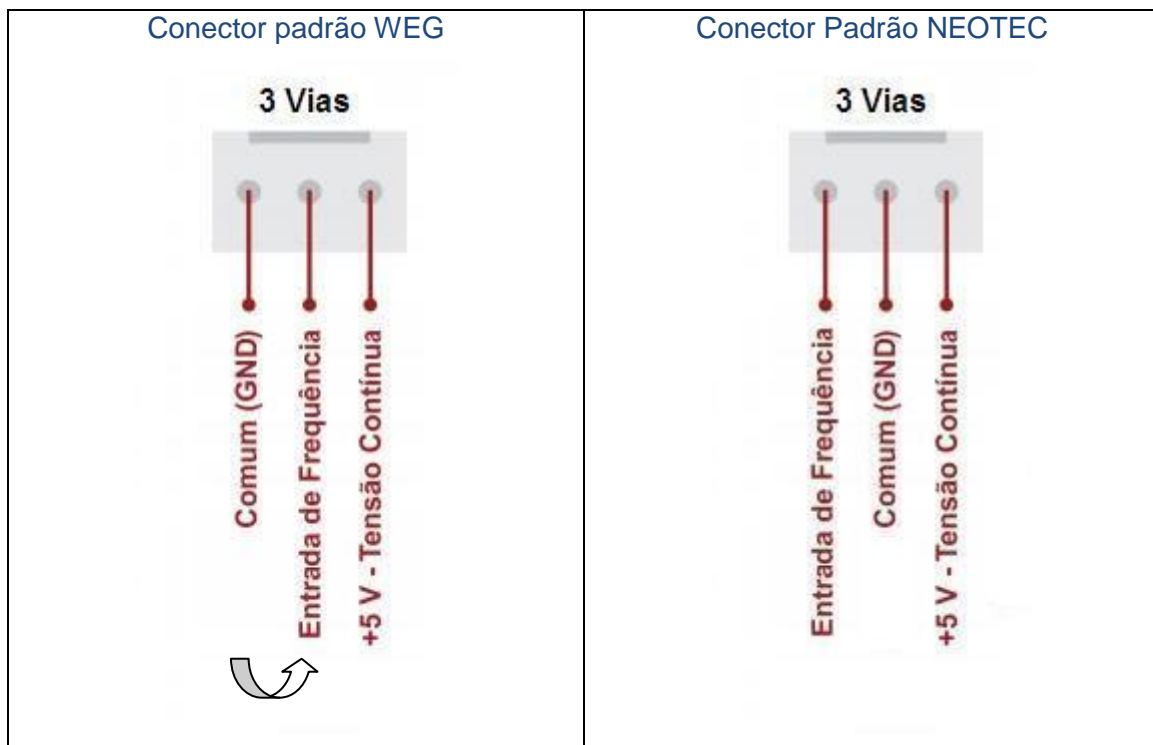 Conector padrão WEG
3 Vias
Comum (GND)
Entrada de Frequência
+5 V - Tensão Contínua
Conector Padrão NEOTEC
3 Vias
Entrada de Frequência
Comum (GND)
+5 V - Tensão Contínua